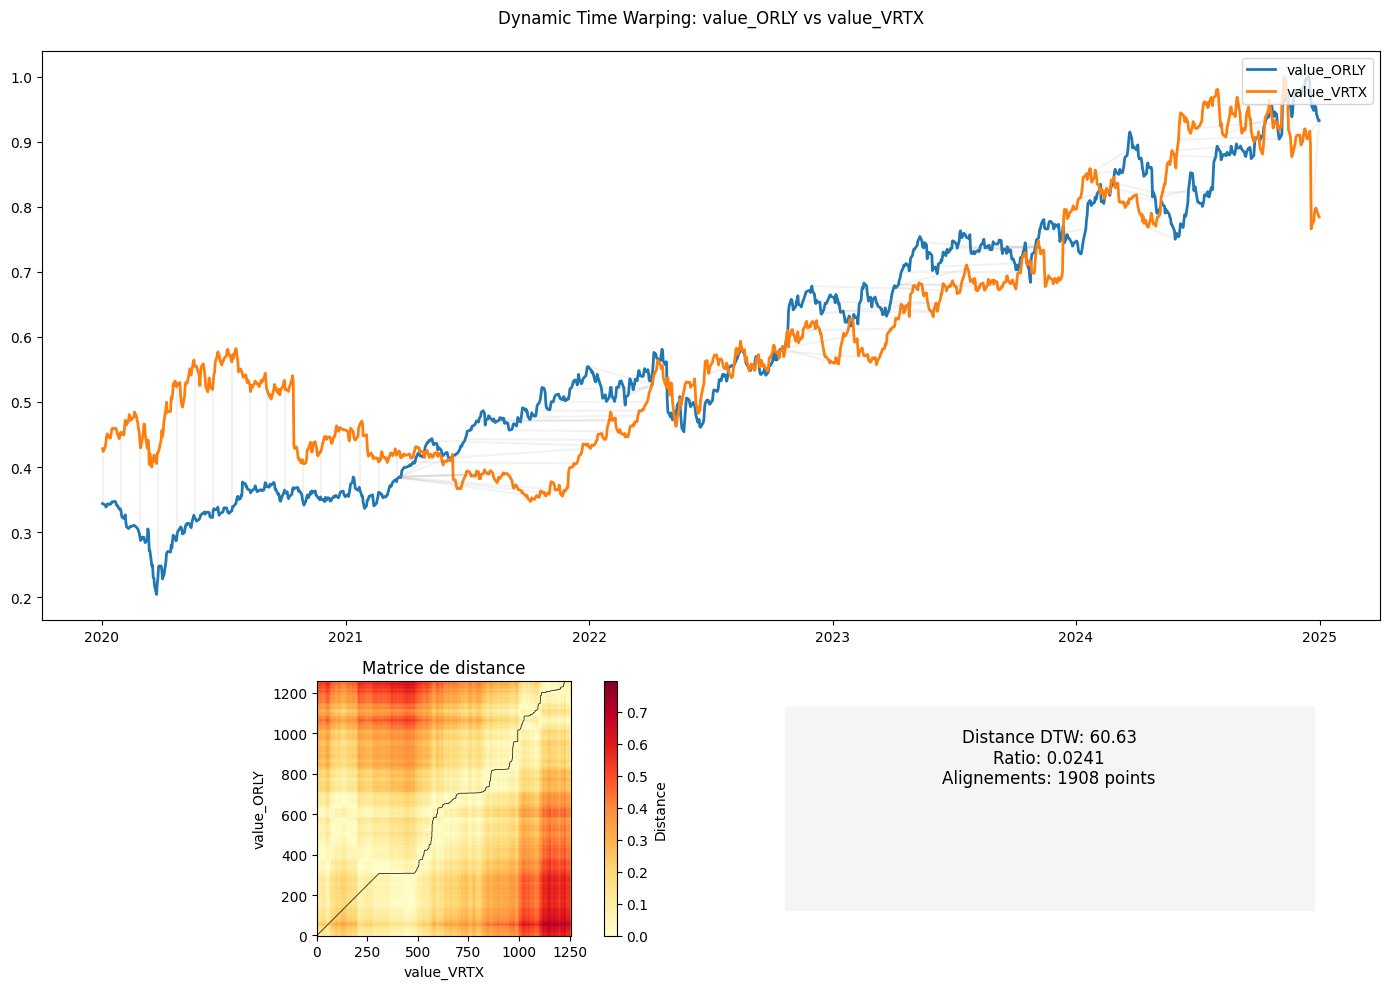 Dynamic Time Warping: value_ORLY vs value_VRTX
value_ORLY
value_VRTX
1.0
0.9
0.8
0.7
0.6
0.5
0.4
0.3
0.2
2020 2021 2022 2023 2024 2025
Matrice de distance
value_ORLY
1200
1000
800
600
400
200
0
0 250 500 750 1000 1250
value_VRTX
0.7
0.6
0.5
0.4
0.3
0.2
0.1
0.0
Distance
Distance DTW: 60.63
Ratio: 0.0241
Alignements: 1908 points